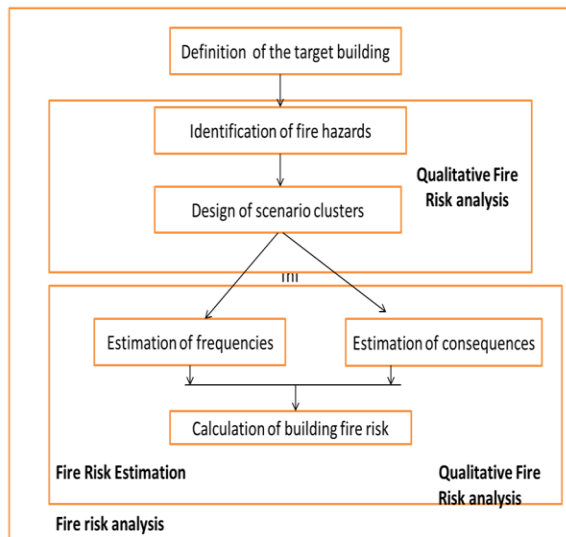 Definition of the target building
Identification of fire hazards
Qualitative Fire
Risk analysis
Design of scenario clusters
Estimation of frequencies
Estimation of consequences
Calculation of building fire risk
Fire Risk Estimation
Qualitative Fire
Risk analysis
Fire risk analysis